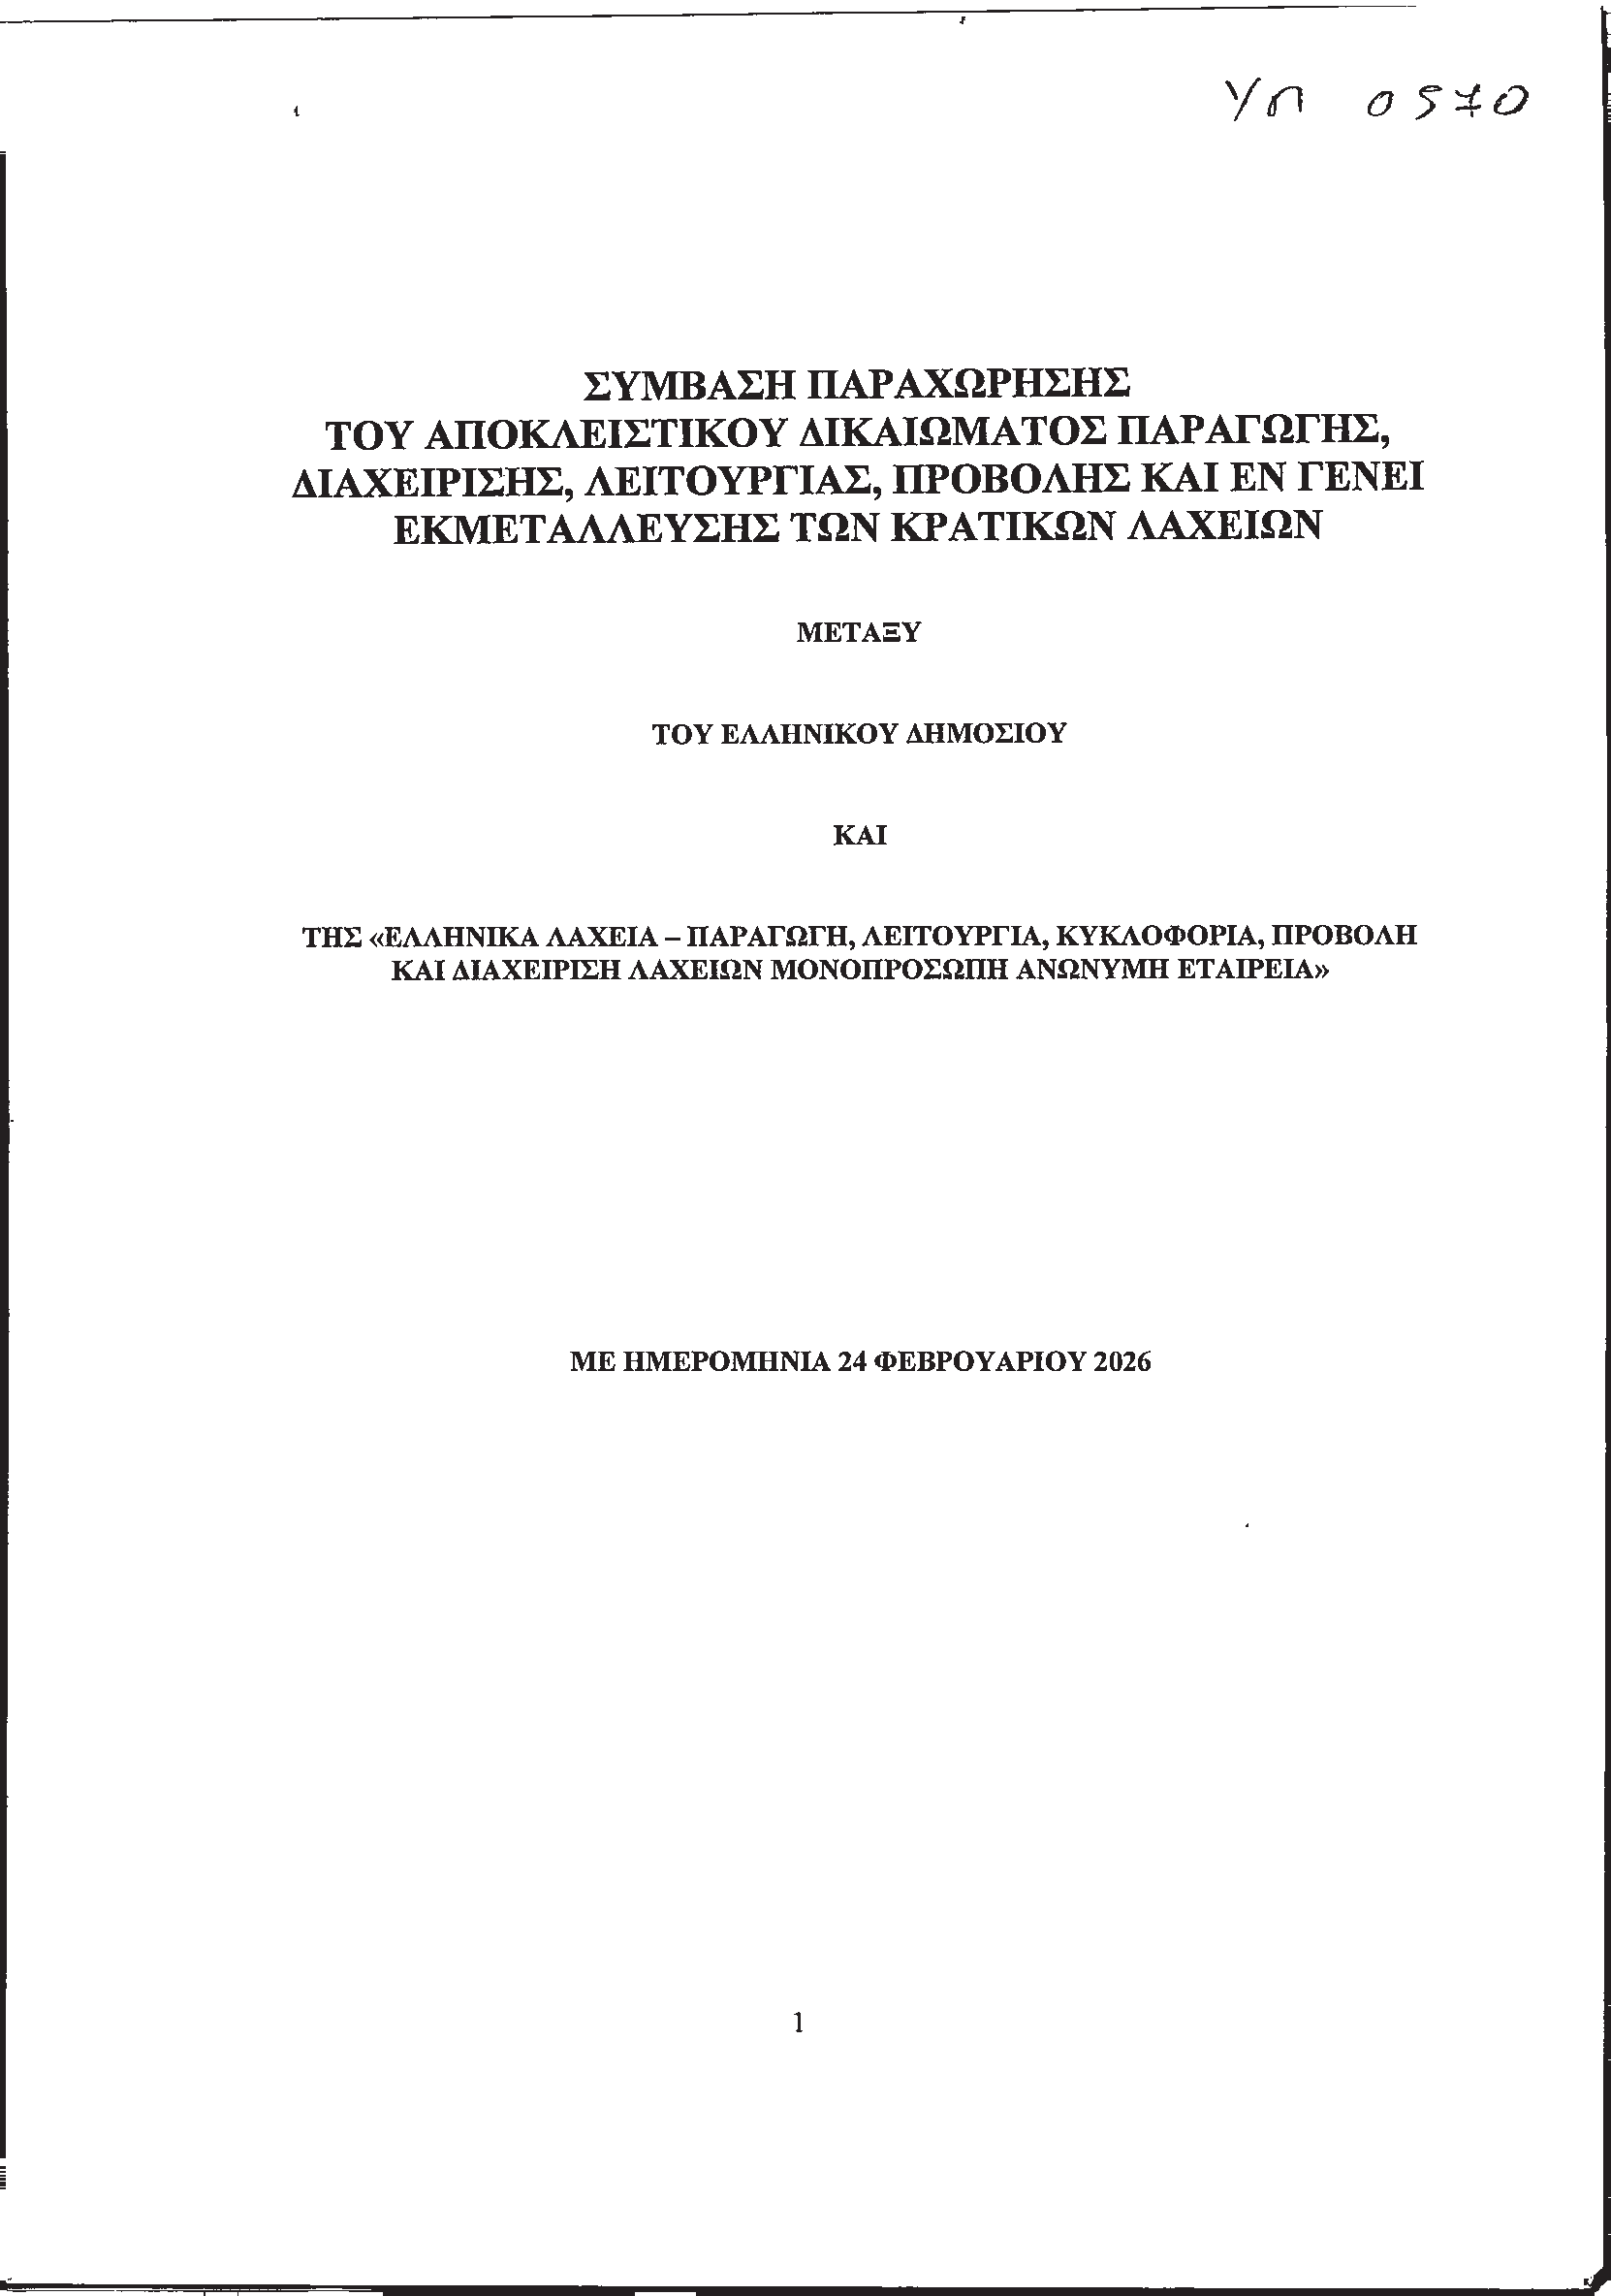 ΥΠ 0570
ΣΥΜΒΑΣΗ ΠΑΡΑΧΩΡΗΣΗΣ
ΤΟΥ ΑΠΟΚΛΕΙΣΤΙΚΟΥ ΔΙΚΑΙΩΜΑΤΟΣ ΠΑΡΑΓΩΓΗΣ,
ΔΙΑΧΕΙΡΙΣΗΣ, ΛΕΙΤΟΥΡΓΙΑΣ, ΠΡΟΒΟΛΗΣ ΚΑΙ ΕΝ ΓΕΝΕΙ
ΕΚΜΕΤΑΛΛΕΥΣΗΣ ΤΩΝ ΚΡΑΤΙΚΩΝ ΛΑΧΕΙΩΝ
ΜΕΤΑΞΥ
ΤΟΥ ΕΛΛΗΝΙΚΟΥ ΔΗΜΟΣΙΟΥ
ΚΑΙ
ΤΗΣ «ΕΛΛΗΝΙΚΑ ΛΑΧΕΙΑ – ΠΑΡΑΓΩΓΗ, ΛΕΙΤΟΥΡΓΙΑ, ΚΥΚΛΟΦΟΡΙΑ, ΠΡΟΒΟΛΗ
ΚΑΙ ΔΙΑΧΕΙΡΙΣΗ ΛΑΧΕΙΩΝ ΜΟΝΟΠΡΟΣΩΠΗ ΑΝΩΝΥΜΗ ΕΤΑΙΡΕΙΑ»
ΜΕ ΗΜΕΡΟΜΗΝΙΑ 24 ΦΕΒΡΟΥΑΡΙΟΥ 2026
1